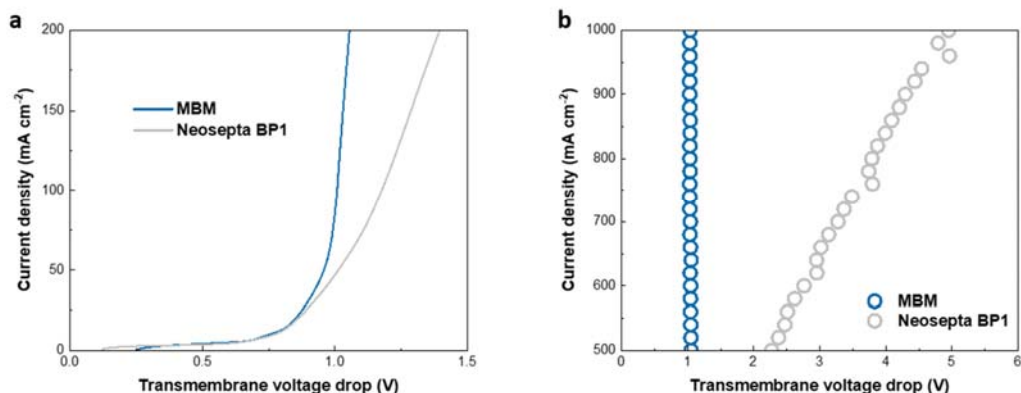 a
200
150
100
50
0
Current density (mA cm⁻²)
MBM
Neosepta BP1
0.0 0.5 1.0 1.5
Transmembrane voltage drop (V)
b
1000
900
800
700
600
500
Current density (mA cm⁻²)
MBM
Neosepta BP1
0 1 2 3 4 5 6
Transmembrane voltage drop (V)